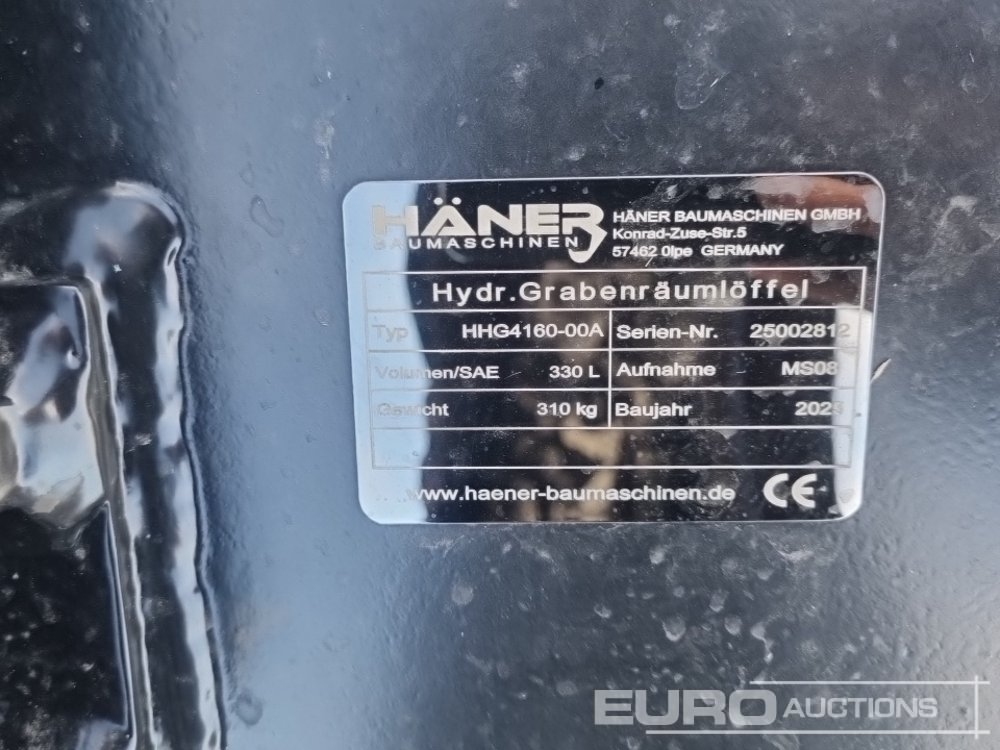 HÄNER
BAUMASCHINEN
HÄNER BAUMASCHINEN GMBH
Konrad-Zuse-Str.5
57462 Olpe GERMANY
Hydr.Grabenräumlöffel
Typ HHG4160-00A Serien-Nr. 25002812
Volumen/SAE 330 L Aufnahme MS08
Gewicht 310 kg Baujahr 2025
www.haener-baumaschinen.de CE
EURO AUCTIONS